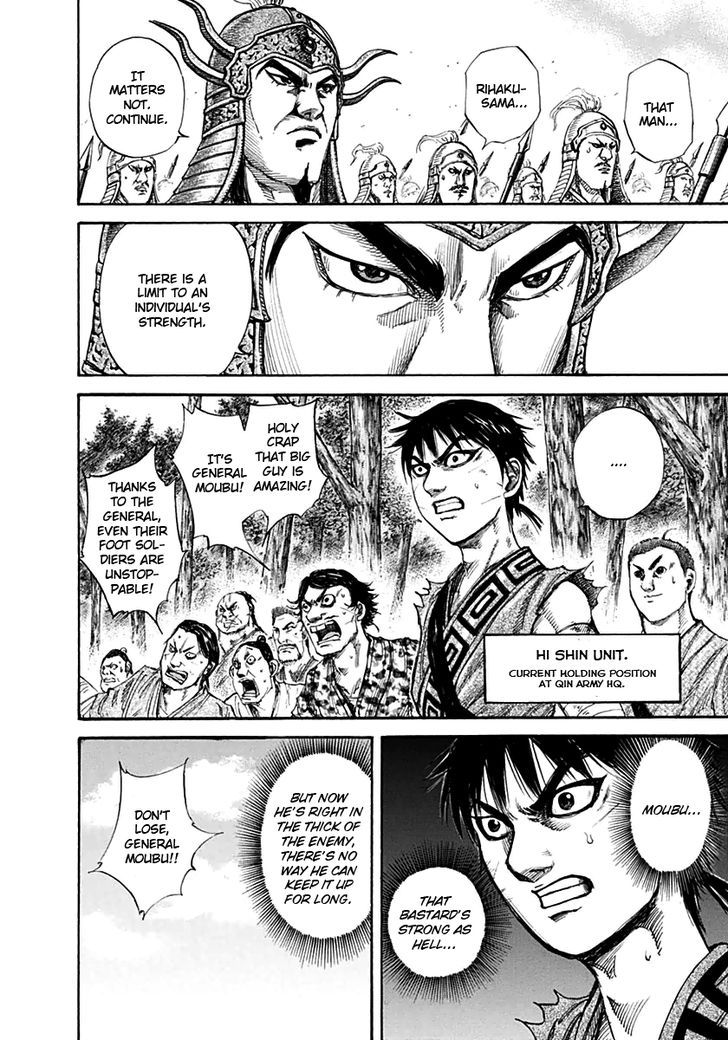 THAT
MAN...
RIHAKU-
SAMA...
IT
MATTERS
NOT.
CONTINUE.
THERE IS A
LIMIT TO AN
INDIVIDUAL'S
STRENGTH.
....
HOLY
CRAP
THAT BIG
GUY IS
AMAZING!
IT'S
GENERAL
MOUBU!
THANKS
TO THE
GENERAL,
EVEN THEIR
FOOT SOL-
DIERS ARE
UNSTOP-
PABLE!
HI SHIN UNIT.
CURRENT HOLDING POSITION
AT QIN ARMY HQ.
MOUBU...
THAT
BASTARD'S
STRONG AS
HELL...
BUT NOW
HE'S RIGHT IN
THE THICK OF
THE ENEMY,
THERE'S NO
WAY HE CAN
KEEP IT UP
FOR LONG.
DON'T
LOSE,
GENERAL
MOUBU!!